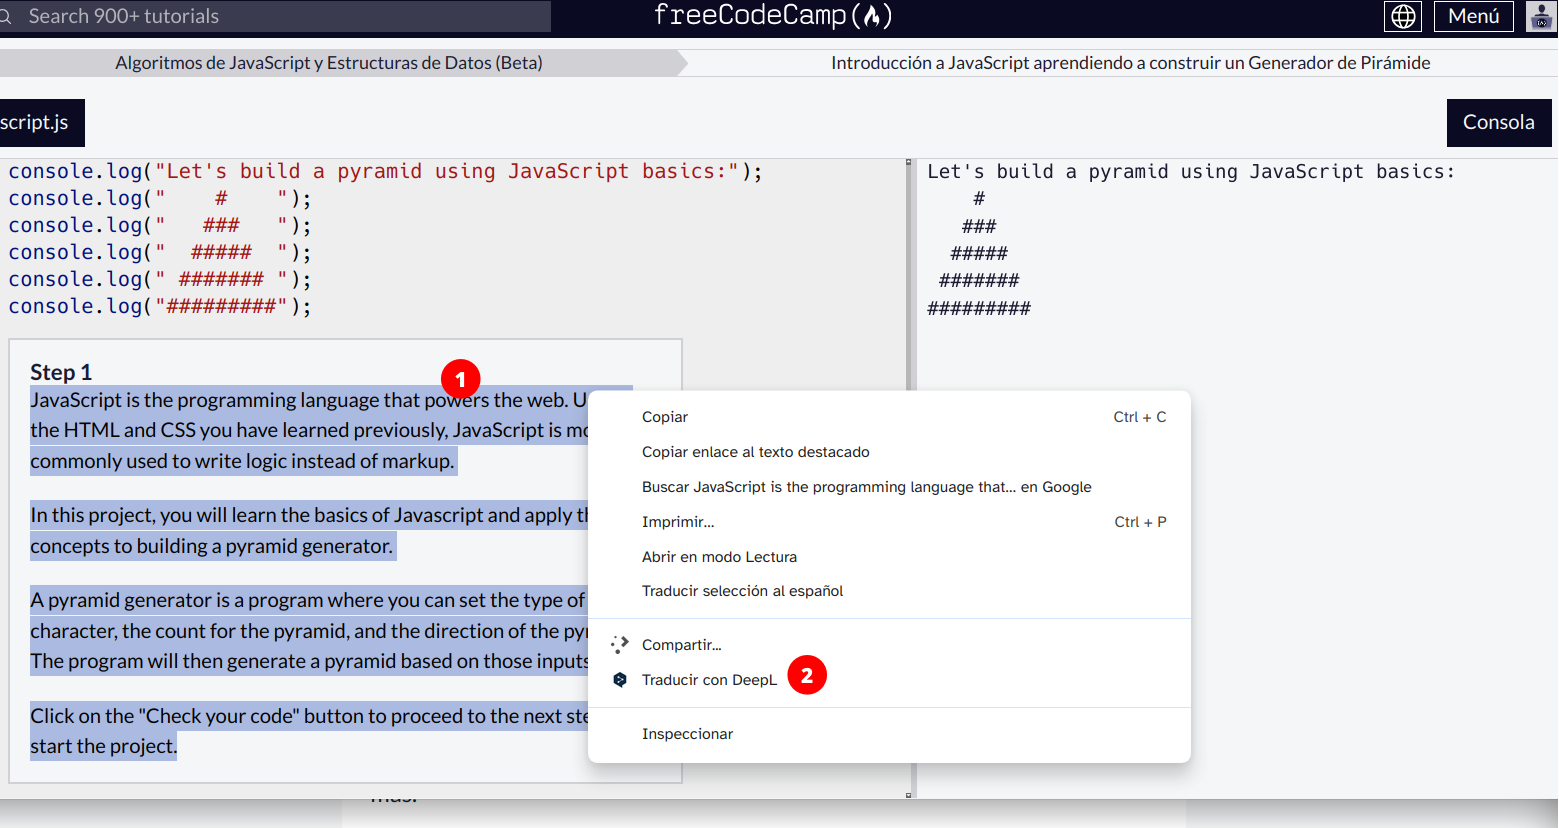 Search 900+ tutorials
freeCodeCamp
Menú
Algoritmos de JavaScript y Estructuras de Datos (Beta)
Introducción a JavaScript aprendiendo a construir un Generador de Pirámide
script.js
Consola
console.log("Let's build a pyramid using JavaScript basics:");
console.log("    #    ");
console.log("   ###   ");
console.log("  #####  ");
console.log(" ####### ");
console.log("#########");
Let's build a pyramid using JavaScript basics:
    #
   ###
  #####
 #######
#########
Step 1
1
JavaScript is the programming language that powers the web.
the HTML and CSS you have learned previously, JavaScript is
commonly used to write logic instead of markup.
In this project, you will learn the basics of Javascript and apply
concepts to building a pyramid generator.
A pyramid generator is a program where you can set the type of
character, the count for the pyramid, and the direction of the
The program will then generate a pyramid based on those inputs
Click on the "Check your code" button to proceed to the next
start the project.
Copiar Ctrl + C
Copiar enlace al texto destacado
Buscar JavaScript is the programming language that... en Google
Imprimir... Ctrl + P
Abrir en modo Lectura
Traducir selección al español
Compartir...
Traducir con DeepL 2
Inspeccionar